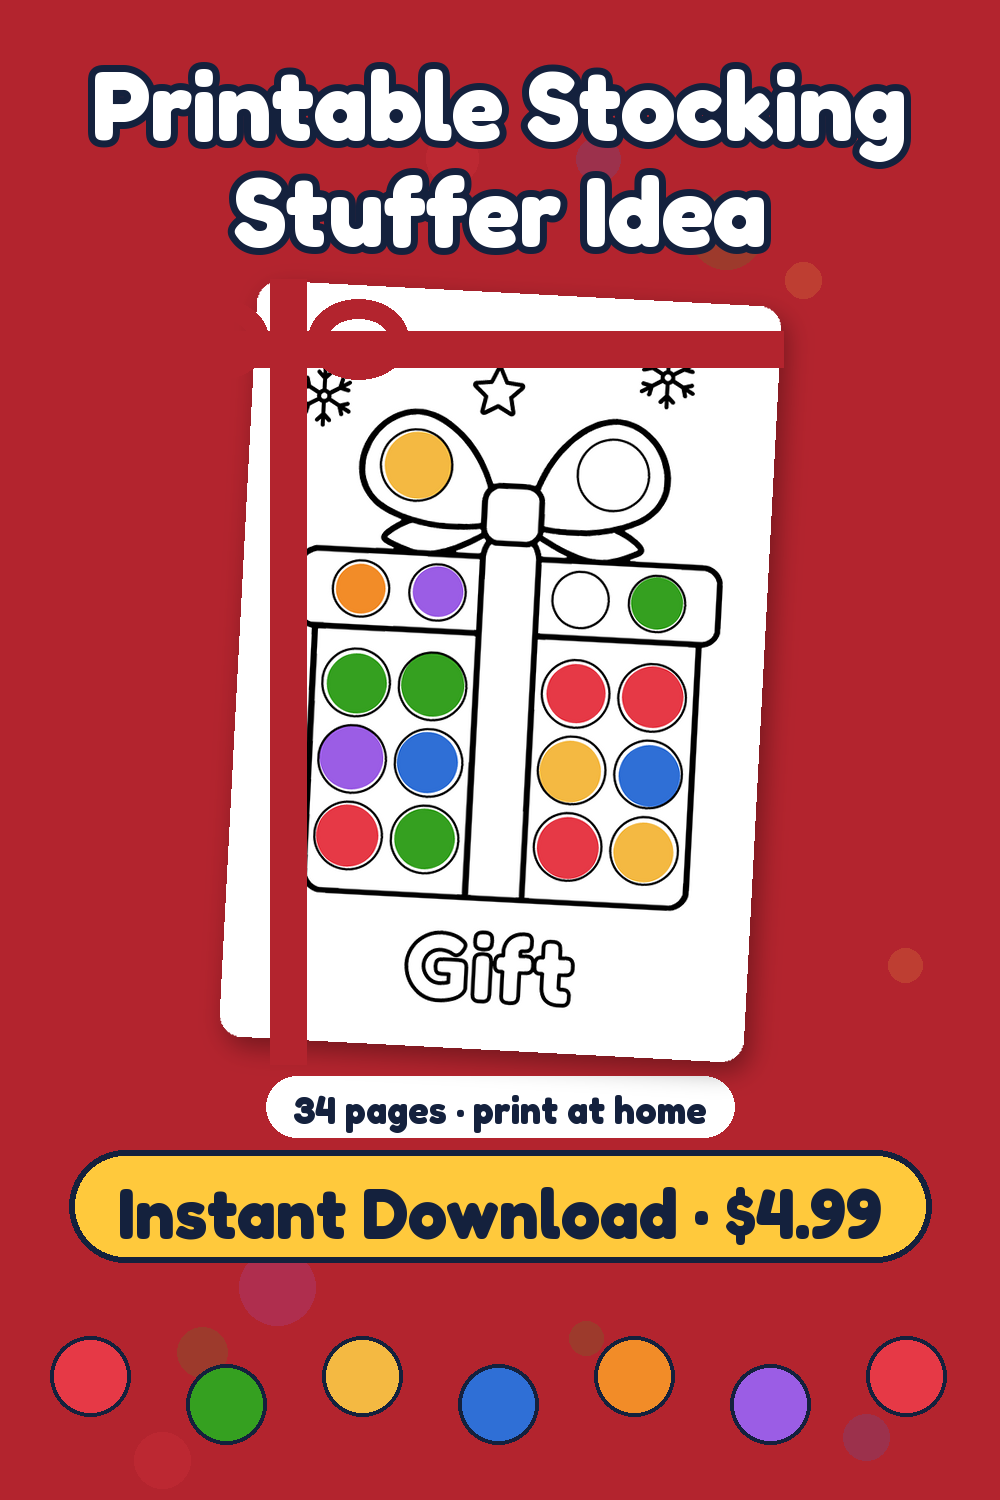 Printable Stocking
Stuffer Idea
Gift
34 pages · print at home
Instant Download · $4.99